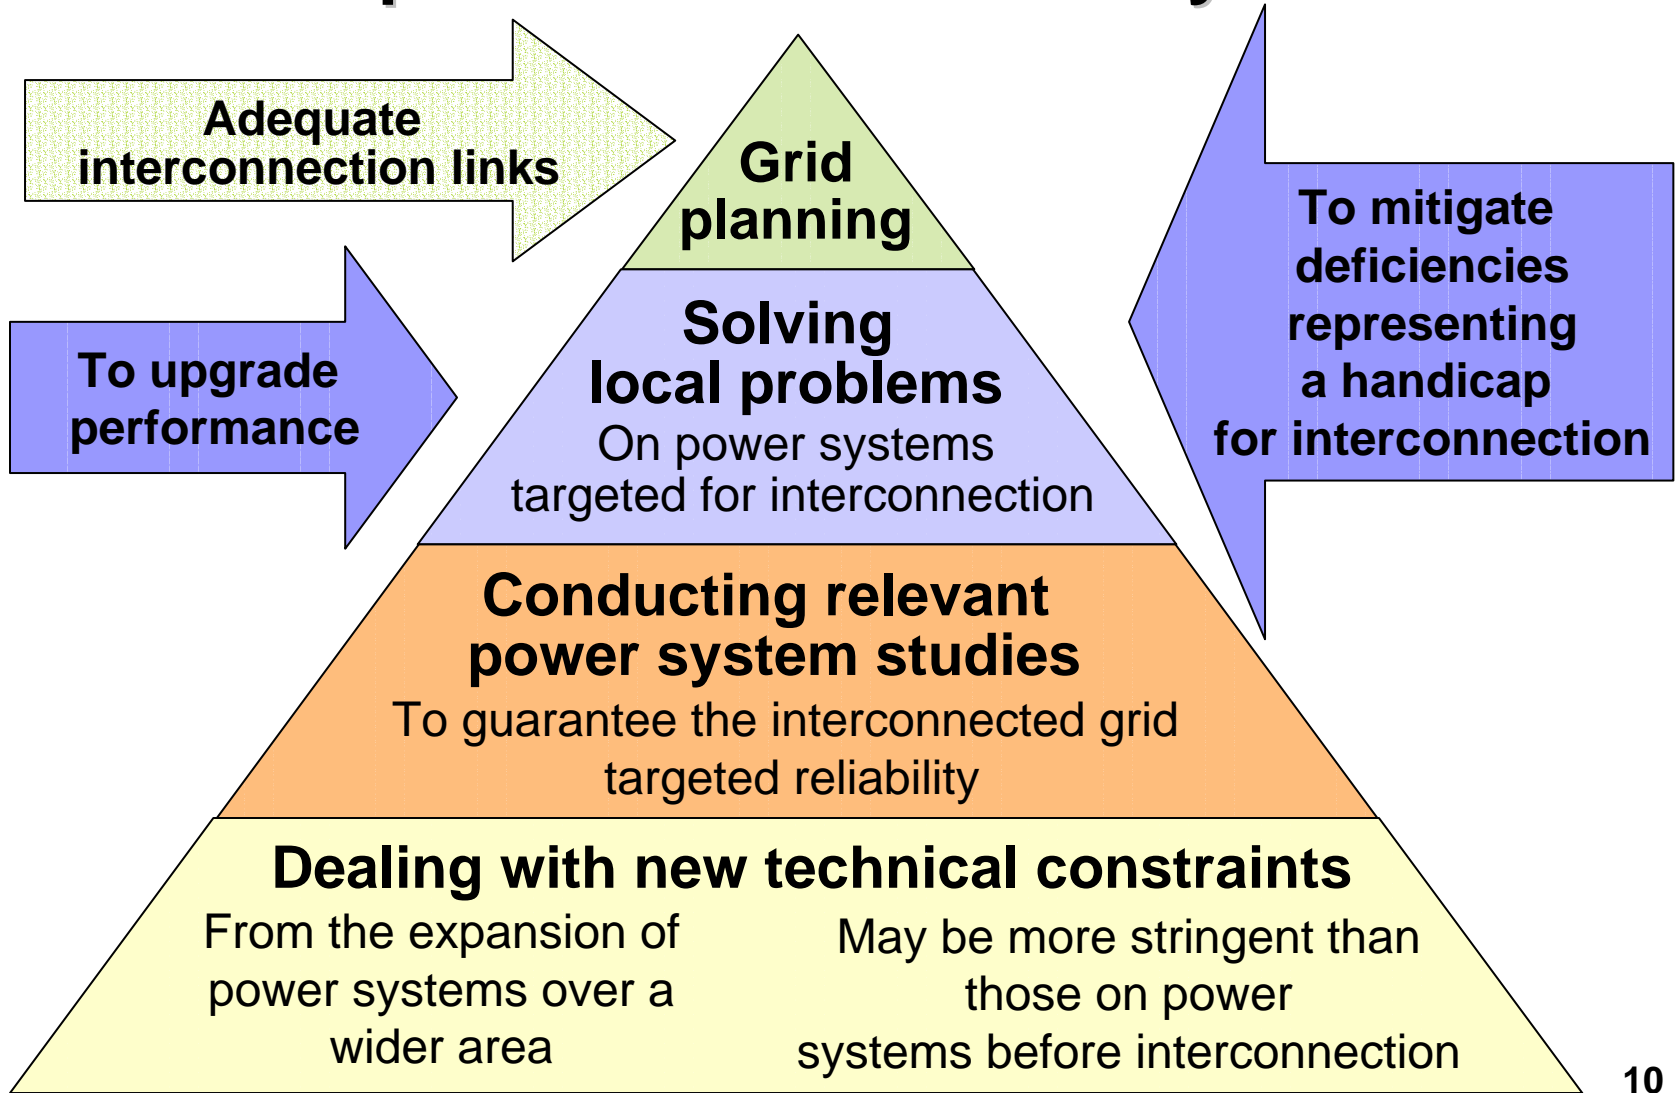 Adequate
interconnection links
Grid
planning
To mitigate
deficiencies
representing
a handicap
for interconnection
To upgrade
performance
Solving
local problems
On power systems
targeted for interconnection
Conducting relevant
power system studies
To guarantee the interconnected grid
targeted reliability
Dealing with new technical constraints
From the expansion of
power systems over a
wider area
May be more stringent than
those on power
systems before interconnection
10